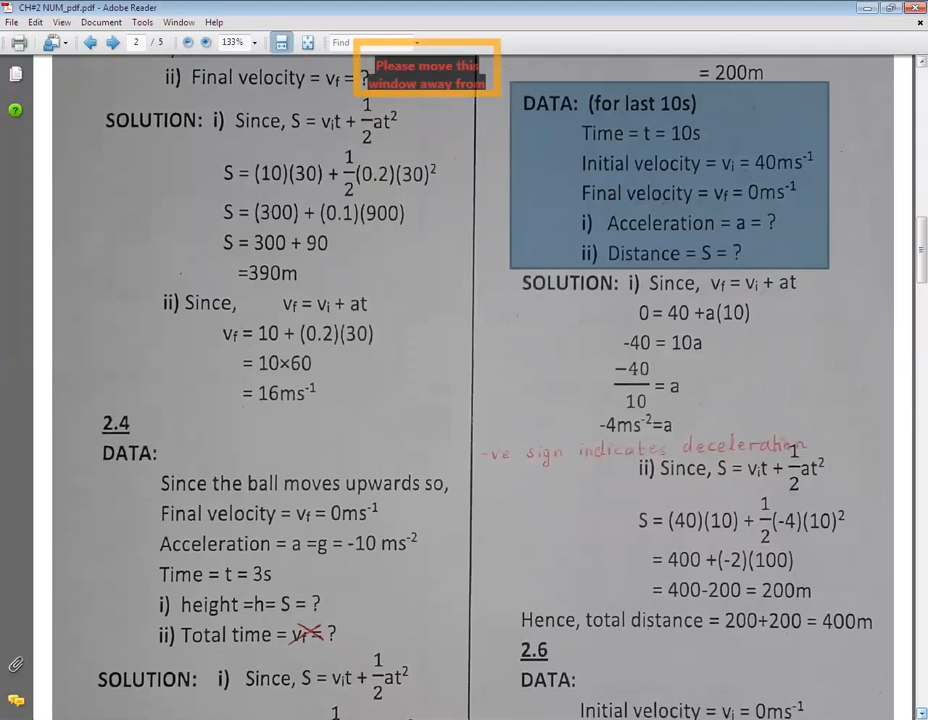 CH#2 NUM_pdf.pdf - Adobe Reader
File Edit View Document Tools Window Help
2 / 5 133% Find
Please move this
window away from
ii) Final velocity = vf = ?
SOLUTION: i) Since, S = vit + 1/2at²
S = (10)(30) + 1/2(0.2)(30)²
S = (300) + (0.1)(900)
S = 300 + 90
=390m
ii) Since, vf = vi + at
vf = 10 + (0.2)(30)
= 10×60
= 16ms⁻¹
2.4
DATA:
Since the ball moves upwards so,
Final velocity = vf = 0ms⁻¹
Acceleration = a =g = -10 ms⁻²
Time = t = 3s
i) height =h= S = ?
ii) Total time = vf = ?
SOLUTION: i) Since, S = vit + 1/2at²
= 200m
DATA: (for last 10s)
Time = t = 10s
Initial velocity = vi = 40ms⁻¹
Final velocity = vf = 0ms⁻¹
i) Acceleration = a = ?
ii) Distance = S = ?
SOLUTION: i) Since, vf = vi + at
0 = 40 +a(10)
-40 = 10a
−40/10 = a
-4ms⁻²=a
-ve sign indicates deceleration
ii) Since, S = vit + 1/2at²
S = (40)(10) + 1/2(-4)(10)²
= 400 +(-2)(100)
= 400-200 = 200m
Hence, total distance = 200+200 = 400m
2.6
DATA:
Initial velocity = vi = 0ms⁻¹